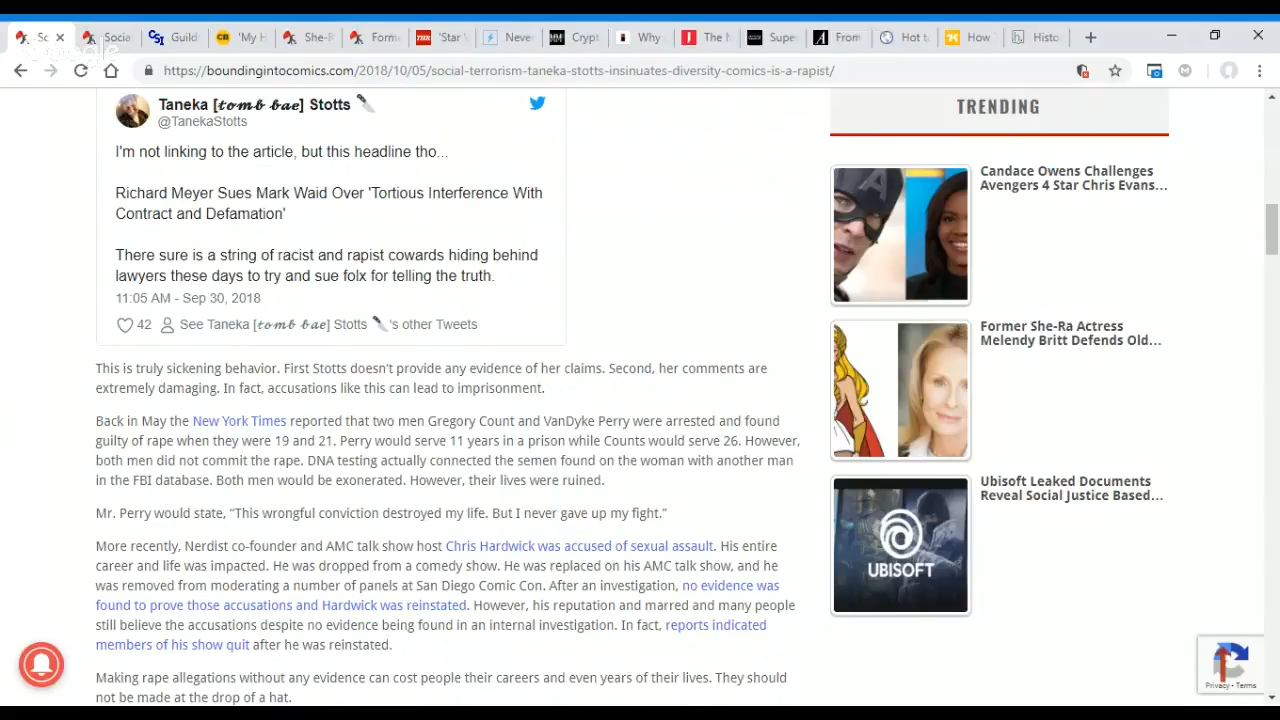 Sc
Socia
Guild
'My H
She-R
Forme
'Star \
Never
Crypt
Why
The M
Supe
From
Hot t
How
Histo
https://boundingintocomics.com/2018/10/05/social-terrorism-taneka-stotts-insinuates-diversity-comics-is-a-rapist/
Taneka [𝓽𝓸𝓶𝓫 𝓫𝓪𝓮] Stotts
@TanekaStotts
I'm not linking to the article, but this headline tho...
Richard Meyer Sues Mark Waid Over 'Tortious Interference With
Contract and Defamation'
There sure is a string of racist and rapist cowards hiding behind
lawyers these days to try and sue folx for telling the truth.
11:05 AM - Sep 30, 2018
42 See Taneka [𝓽𝓸𝓶𝓫 𝓫𝓪𝓮] Stotts 's other Tweets
This is truly sickening behavior. First Stotts doesn't provide any evidence of her claims. Second, her comments are
extremely damaging. In fact, accusations like this can lead to imprisonment.
Back in May the New York Times reported that two men Gregory Count and VanDyke Perry were arrested and found
guilty of rape when they were 19 and 21. Perry would serve 11 years in a prison while Counts would serve 26. However,
both men did not commit the rape. DNA testing actually connected the semen found on the woman with another man
in the FBI database. Both men would be exonerated. However, their lives were ruined.
Mr. Perry would state, “This wrongful conviction destroyed my life. But I never gave up my fight.”
More recently, Nerdist co-founder and AMC talk show host Chris Hardwick was accused of sexual assault. His entire
career and life was impacted. He was dropped from a comedy show. He was replaced on his AMC talk show, and he
was removed from moderating a number of panels at San Diego Comic Con. After an investigation, no evidence was
found to prove those accusations and Hardwick was reinstated. However, his reputation and marred and many people
still believe the accusations despite no evidence being found in an internal investigation. In fact, reports indicated
members of his show quit after he was reinstated.
Making rape allegations without any evidence can cost people their careers and even years of their lives. They should
not be made at the drop of a hat.
TRENDING
Candace Owens Challenges
Avengers 4 Star Chris Evans...
Former She-Ra Actress
Melendy Britt Defends Old...
Ubisoft Leaked Documents
Reveal Social Justice Based...
UBISOFT
Privacy - Terms